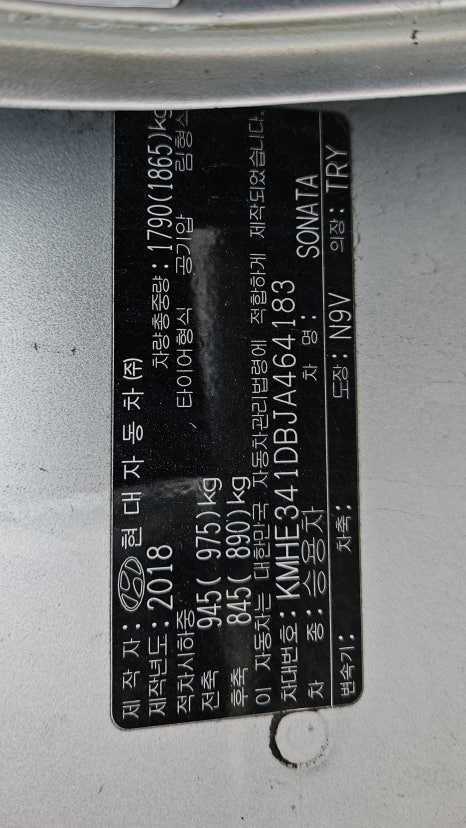 제 작 자: 현 대 자 동 차 (주)
제작년도: 2018 차량총중량: 1790(1865)kg
적차시하중 타이어형식 공기압 림형식
전축 945( 975)kg
후축 845( 890)kg
이 자동차는 대한민국 자동차관리법령에 적합하게 제작되었습니다.
차대번호: KMHE341DBJA464183
차 종: 승용차 차 명: SONATA
변속기: 차축: 도장: N9V 의장: TRY